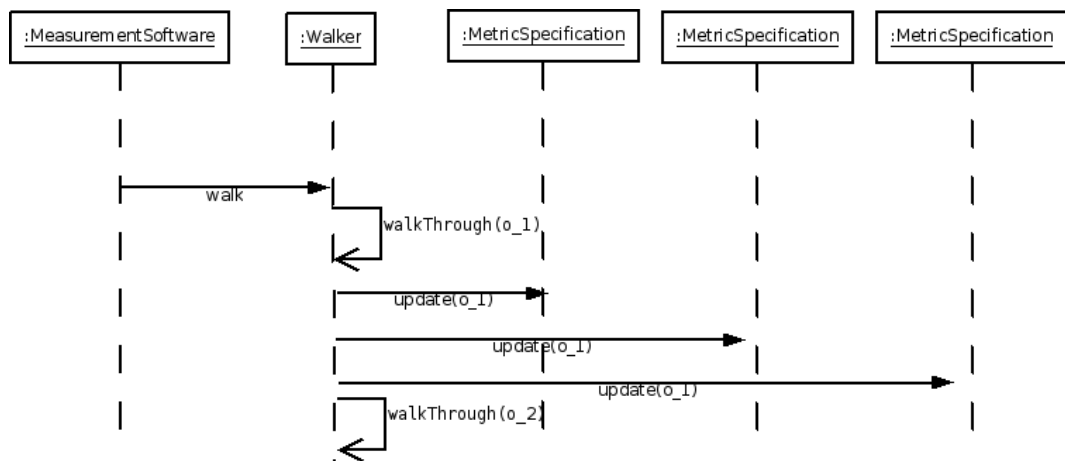 :MeasurementSoftware
:Walker
:MetricSpecification
:MetricSpecification
:MetricSpecification
walk
walkThrough(o_1)
update(o_1)
update(o_1)
update(o_1)
walkThrough(o_2)